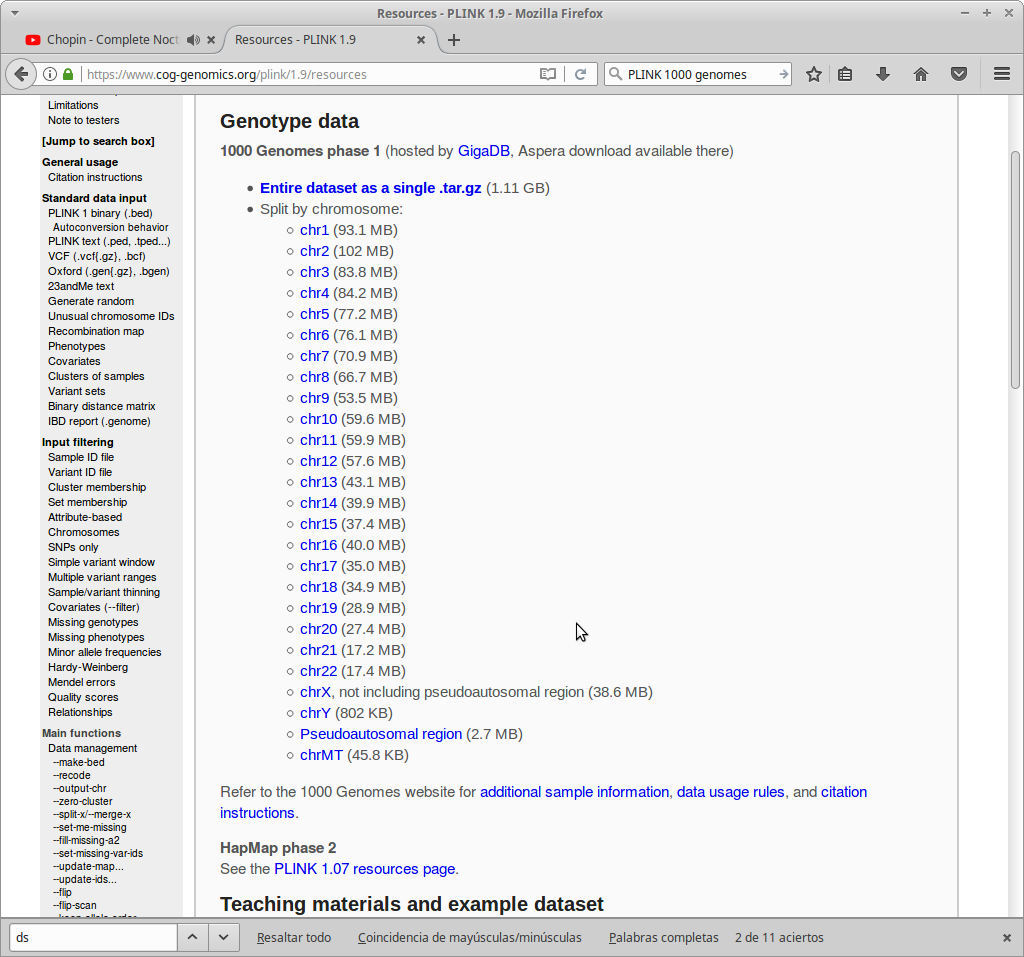 Resources - PLINK 1.9 - Mozilla Firefox
Chopin - Complete Noct
Resources - PLINK 1.9
https://www.cog-genomics.org/plink/1.9/resources
PLINK 1000 genomes
Limitations
Note to testers
[Jump to search box]
General usage
Citation instructions
Standard data input
PLINK 1 binary (.bed)
Autoconversion behavior
PLINK text (.ped, .tped...)
VCF (.vcf{.gz}, .bcf)
Oxford (.gen{.gz}, .bgen)
23andMe text
Generate random
Unusual chromosome IDs
Recombination map
Phenotypes
Covariates
Clusters of samples
Variant sets
Binary distance matrix
IBD report (.genome)
Input filtering
Sample ID file
Variant ID file
Cluster membership
Set membership
Attribute-based
Chromosomes
SNPs only
Simple variant window
Multiple variant ranges
Sample/variant thinning
Covariates (--filter)
Missing genotypes
Missing phenotypes
Minor allele frequencies
Hardy-Weinberg
Mendel errors
Quality scores
Relationships
Main functions
Data management
--make-bed
--recode
--output-chr
--zero-cluster
--split-x/--merge-x
--set-me-missing
--fill-missing-a2
--set-missing-var-ids
--update-map...
--update-ids...
--flip
--flip-scan
Genotype data
1000 Genomes phase 1 (hosted by GigaDB, Aspera download available there)
Entire dataset as a single .tar.gz (1.11 GB)
Split by chromosome:
chr1 (93.1 MB)
chr2 (102 MB)
chr3 (83.8 MB)
chr4 (84.2 MB)
chr5 (77.2 MB)
chr6 (76.1 MB)
chr7 (70.9 MB)
chr8 (66.7 MB)
chr9 (53.5 MB)
chr10 (59.6 MB)
chr11 (59.9 MB)
chr12 (57.6 MB)
chr13 (43.1 MB)
chr14 (39.9 MB)
chr15 (37.4 MB)
chr16 (40.0 MB)
chr17 (35.0 MB)
chr18 (34.9 MB)
chr19 (28.9 MB)
chr20 (27.4 MB)
chr21 (17.2 MB)
chr22 (17.4 MB)
chrX, not including pseudoautosomal region (38.6 MB)
chrY (802 KB)
Pseudoautosomal region (2.7 MB)
chrMT (45.8 KB)
Refer to the 1000 Genomes website for additional sample information, data usage rules, and citation
instructions.
HapMap phase 2
See the PLINK 1.07 resources page.
Teaching materials and example dataset
ds
Resaltar todo
Coincidencia de mayúsculas/minúsculas
Palabras completas
2 de 11 aciertos